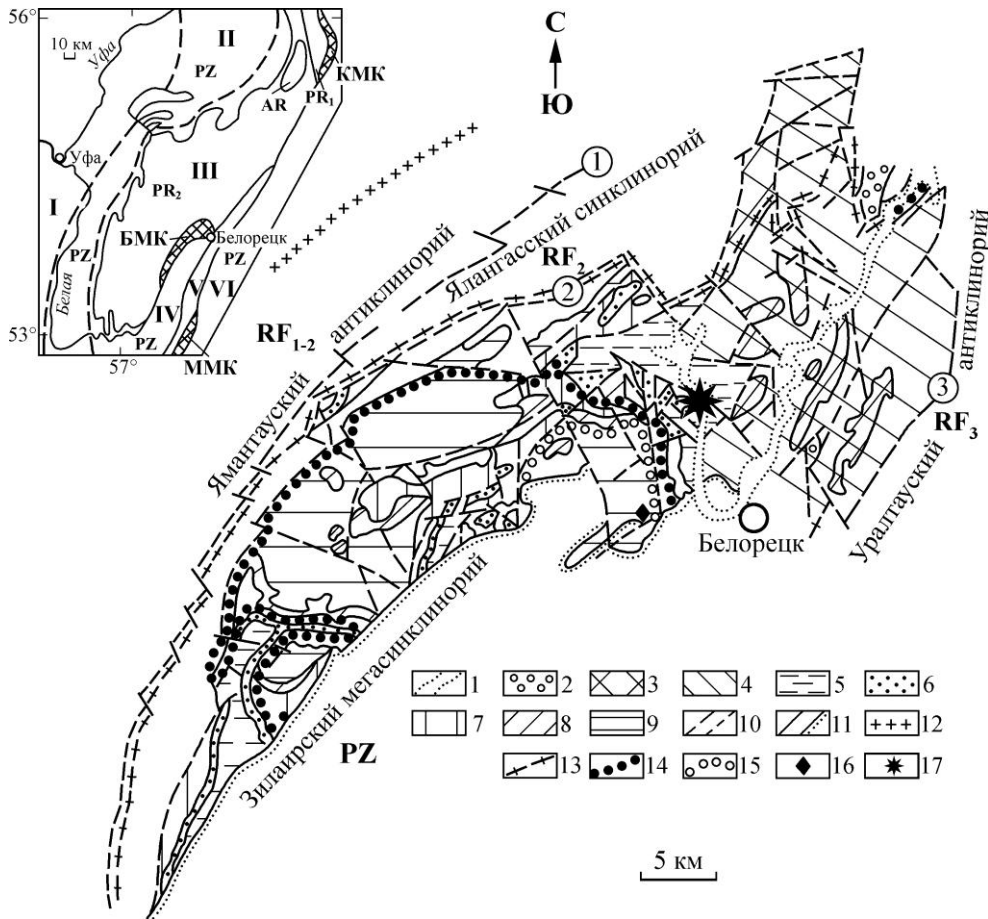 56°
10 км
Уфа
II
PZ
КМК
AR
PR₁
Уфа
III
I
PR₂
БМК
Белорецк
PZ
PZ
Белая
V
VI
IV
53°
PZ
57°
ММК
С
Ю
1
Ялангасский синклинорий
RF₂
2
Ямантауский антиклинорий
RF₁₋₂
3
RF₃
Уралтауский антиклинорий
Белорецк
Зилаирский мегасинклинорий
PZ
1 2 3 4 5 6
7 8 9 10 11 12
13 14 15 16 17
5 км